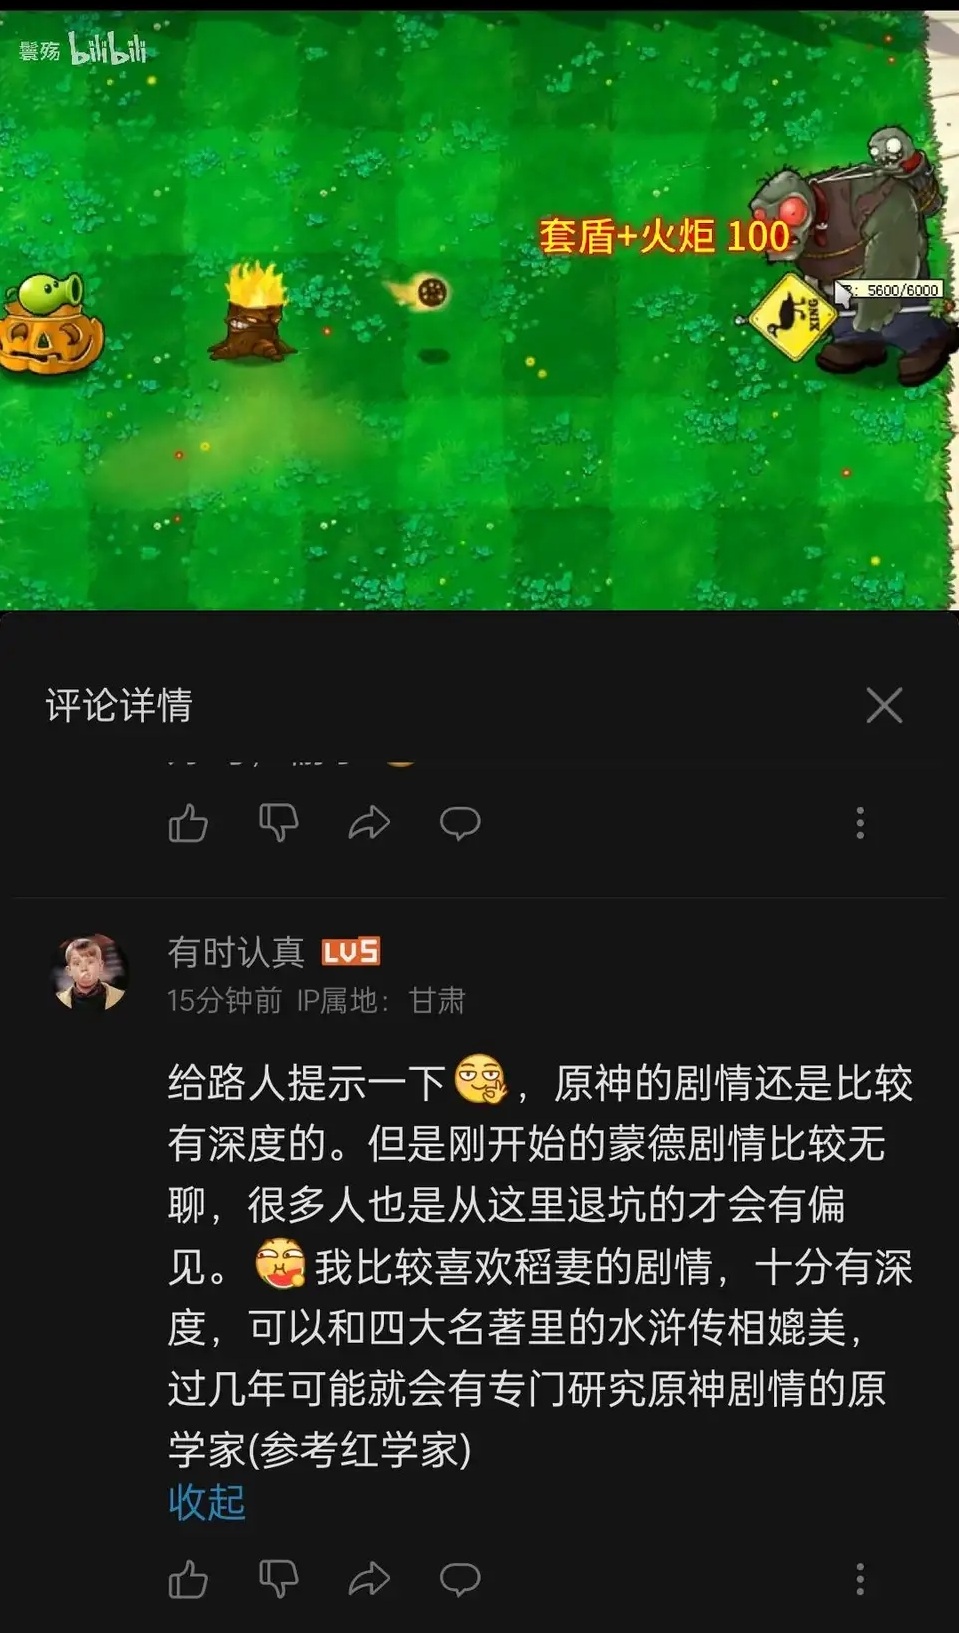 鬟殇 bilibili
套盾+火炬 100
5600/6000
XING
评论详情
有时认真 LV5
15分钟前 IP属地：甘肃
给路人提示一下，原神的剧情还是比较
有深度的。但是刚开始的蒙德剧情比较无
聊，很多人也是从这里退坑的才会有偏
见。我比较喜欢稻妻的剧情，十分有深
度，可以和四大名著里的水浒传相媲美，
过几年可能就会有专门研究原神剧情的原
学家(参考红学家)
收起